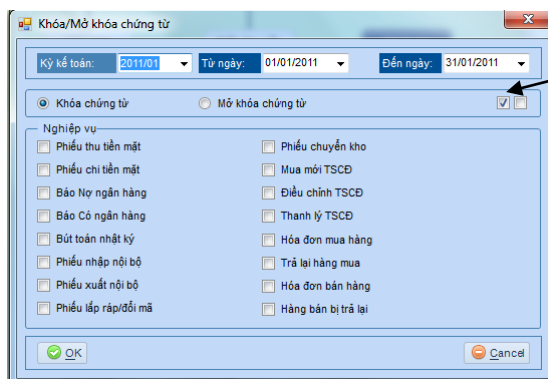 Khóa/Mở khóa chứng từ
Kỳ kế toán: 2011/01 Từ ngày: 01/01/2011 Đến ngày: 31/01/2011
Khóa chứng từ Mở khóa chứng từ
Nghiệp vụ
Phiếu thu tiền mặt Phiếu chuyển kho
Phiếu chi tiền mặt Mua mới TSCĐ
Báo Nợ ngân hàng Điều chỉnh TSCĐ
Báo Có ngân hàng Thanh lý TSCĐ
Bút toán nhật ký Hóa đơn mua hàng
Phiếu nhập nội bộ Trả lại hàng mua
Phiếu xuất nội bộ Hóa đơn bán hàng
Phiếu lắp ráp/đổi mã Hàng bán bị trả lại
OK Cancel